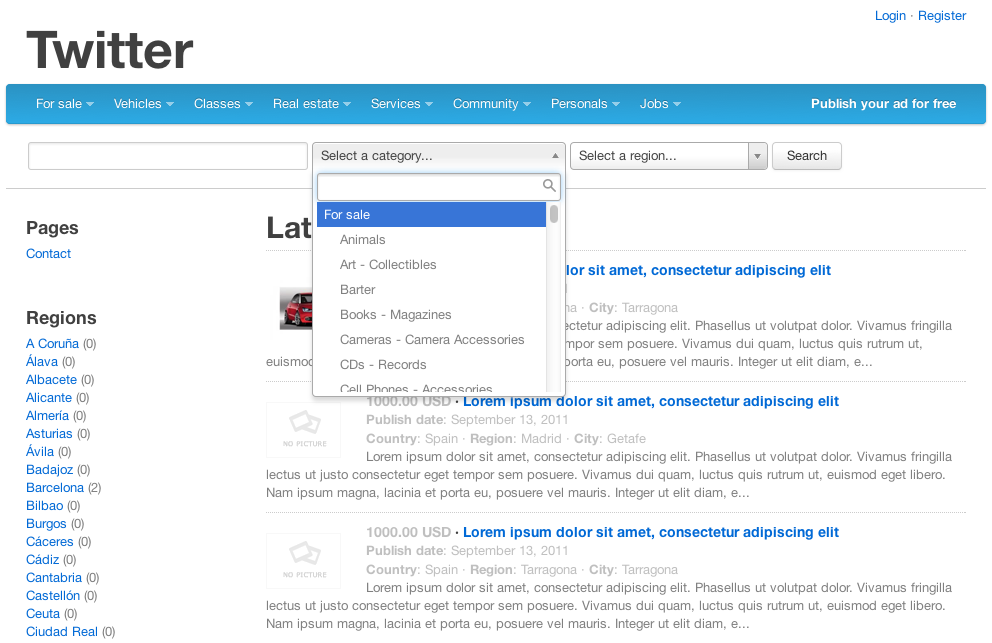 Login · Register
Twitter
For sale Vehicles Classes Real estate Services Community Personals Jobs Publish your ad for free
Select a category... Select a region... Search
For sale
Animals
Art - Collectibles
Barter
Books - Magazines
Cameras - Camera Accessories
CDs - Records
Cell Phones - Accessories
Pages
Contact
Regions
A Coruña (0)
Álava (0)
Albacete (0)
Alicante (0)
Almería (0)
Asturias (0)
Ávila (0)
Badajoz (0)
Barcelona (2)
Bilbao (0)
Burgos (0)
Cáceres (0)
Cádiz (0)
Cantabria (0)
Castellón (0)
Ceuta (0)
Ciudad Real (0)
Lat
lor sit amet, consectetur adipiscing elit
na · City: Tarragona
ectetur adipiscing elit. Phasellus ut volutpat dolor. Vivamus fringilla
mpor sem posuere. Vivamus dui quam, luctus quis rutrum ut,
euismod porta eu, posuere vel mauris. Integer ut elit diam, e...
1000.00 USD · Lorem ipsum dolor sit amet, consectetur adipiscing elit
Publish date: September 13, 2011
Country: Spain · Region: Madrid · City: Getafe
NO PICTURE
Lorem ipsum dolor sit amet, consectetur adipiscing elit. Phasellus ut volutpat dolor. Vivamus fringilla
lectus ut justo consectetur eget tempor sem posuere. Vivamus dui quam, luctus quis rutrum ut, euismod eget libero.
Nam ipsum magna, lacinia et porta eu, posuere vel mauris. Integer ut elit diam, e...
1000.00 USD · Lorem ipsum dolor sit amet, consectetur adipiscing elit
Publish date: September 13, 2011
Country: Spain · Region: Tarragona · City: Tarragona
NO PICTURE
Lorem ipsum dolor sit amet, consectetur adipiscing elit. Phasellus ut volutpat dolor. Vivamus fringilla
lectus ut justo consectetur eget tempor sem posuere. Vivamus dui quam, luctus quis rutrum ut, euismod eget libero.
Nam ipsum magna, lacinia et porta eu, posuere vel mauris. Integer ut elit diam, e...